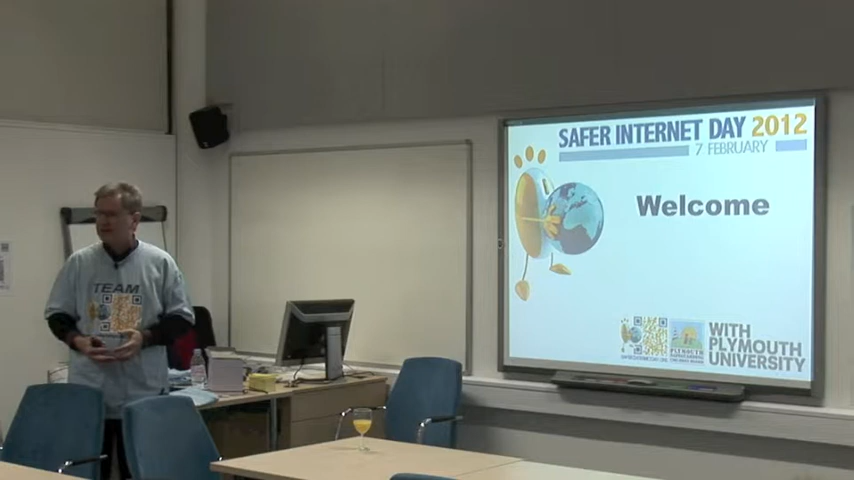 SAFER INTERNET DAY 2012
7 FEBRUARY
Welcome
WITH
PLYMOUTH
UNIVERSITY
TEAM